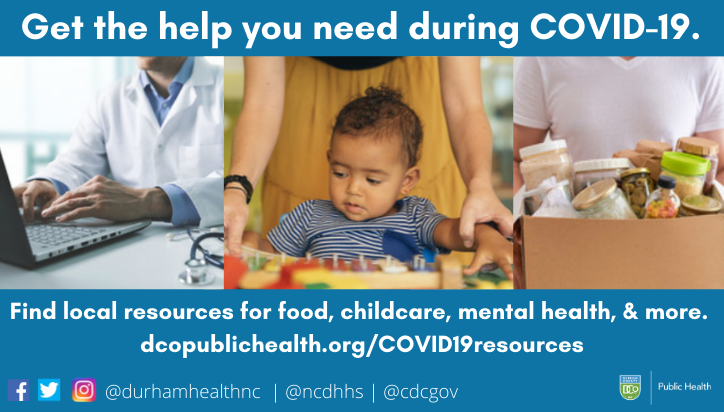 Get the help you need during COVID-19.
Find local resources for food, childcare, mental health, & more.
dcopublichealth.org/COVID19resources
@durhamhealthnc | @ncdhhs | @cdcgov
DCO
Public Health